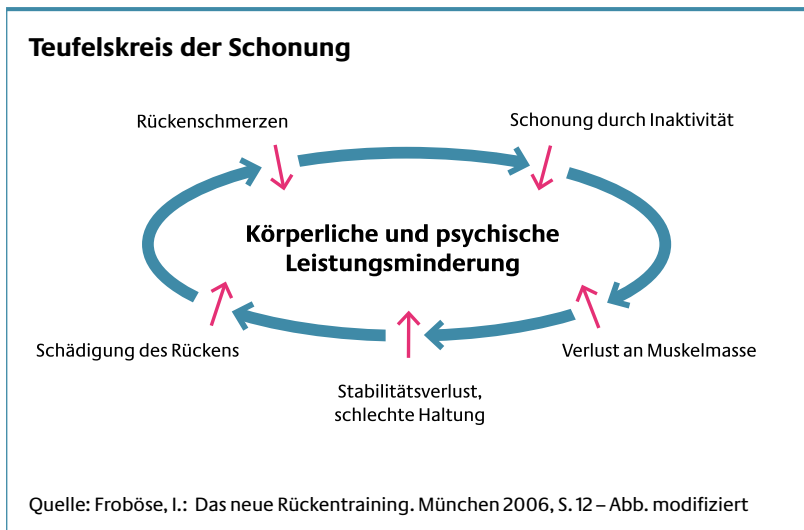 Teufelskreis der Schonung
Rückenschmerzen
Schonung durch Inaktivität
Körperliche und psychische
Leistungsminderung
Schädigung des Rückens
Verlust an Muskelmasse
Stabilitätsverlust,
schlechte Haltung
Quelle: Froböse, I.: Das neue Rückentraining. München 2006, S. 12 – Abb. modifiziert